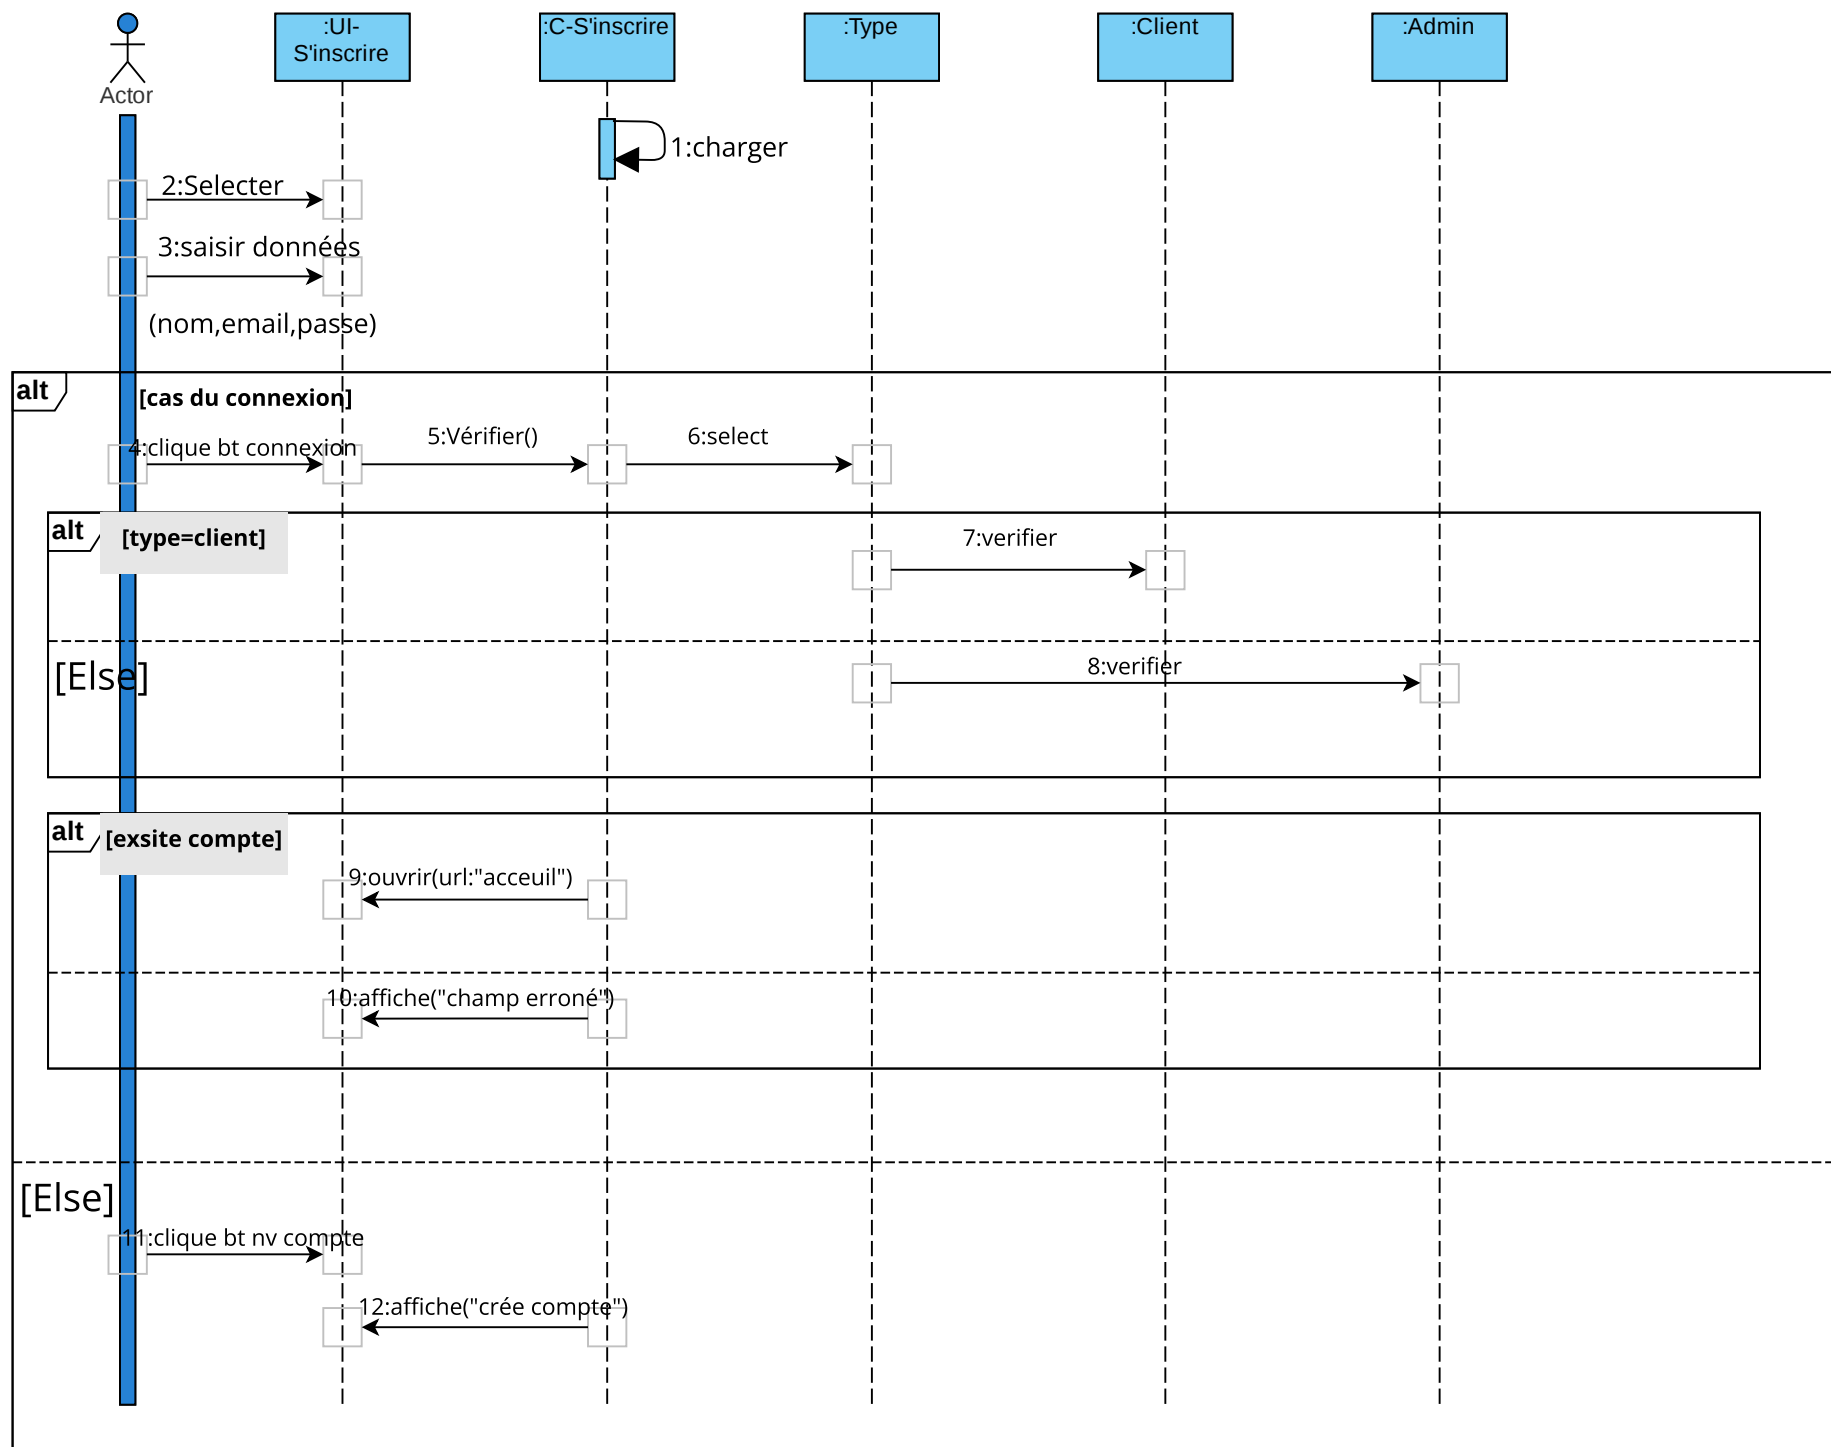 :UI-
S'inscrire
:C-S'inscrire
:Type
:Client
:Admin
Actor
1:charger
2:Selecter
3:saisir données
(nom,email,passe)
alt
[cas du connexion]
4:clique bt connexion
5:Vérifier()
6:select
alt
[type=client]
7:verifier
[Else]
8:verifier
alt
[exsite compte]
9:ouvrir(url:"acceuil")
10:affiche("champ erroné")
[Else]
11:clique bt nv compte
12:affiche("crée compte")